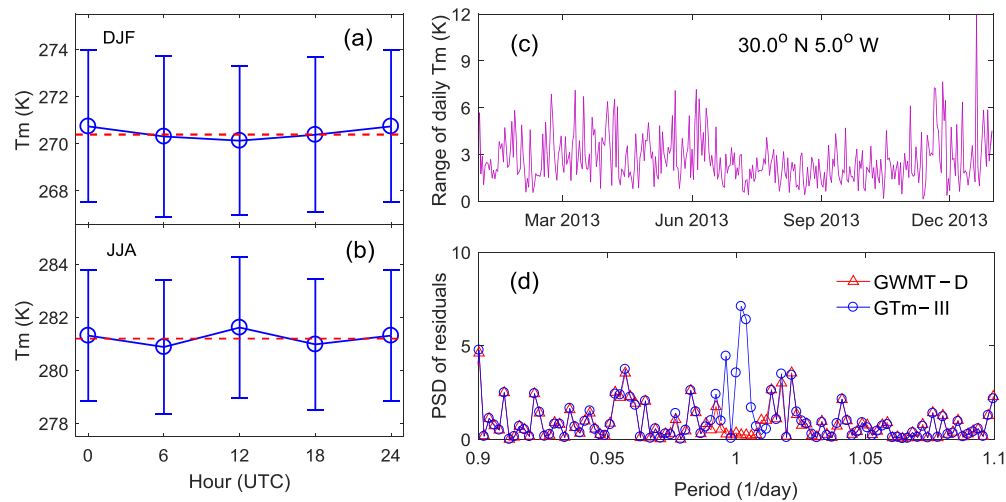 DJF
(a)
274
272
270
268
Tm (K)
JJA
(b)
284
282
280
278
Tm (K)
0 6 12 18 24
Hour (UTC)
(c)
30.0° N 5.0° W
12
9
6
3
0
Range of daily Tm (K)
Mar 2013 Jun 2013 Sep 2013 Dec 2013
(d)
GWMT-D
GTm-III
10
5
0
PSD of residuals
0.9 0.95 1 1.05 1.1
Period (1/day)